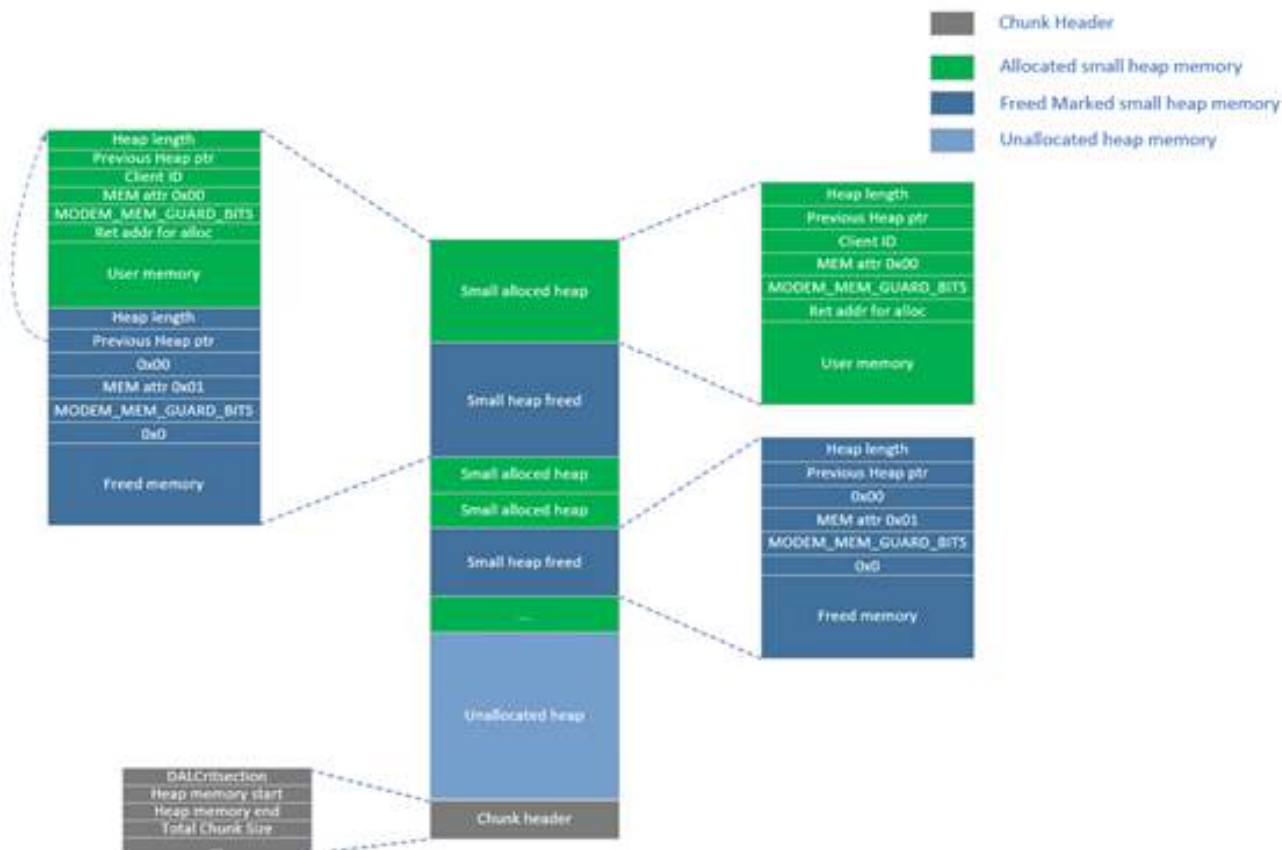 Chunk Header
Allocated small heap memory
Freed Marked small heap memory
Unallocated heap memory
Heap length
Previous Heap ptr
Client ID
MEM attr 0x00
MODEM_MEM_GUARD_BITS
Ret addr for alloc
User memory
Heap length
Previous Heap ptr
0x00
MEM attr 0x01
MODEM_MEM_GUARD_BITS
0x0
Freed memory
Small alloced heap
Small heap freed
Small alloced heap
Small alloced heap
Small heap freed
...
Unallocated heap
Chunk header
Heap length
Previous Heap ptr
Client ID
MEM attr 0x00
MODEM_MEM_GUARD_BITS
Ret addr for alloc
User memory
Heap length
Previous Heap ptr
0x00
MEM attr 0x01
MODEM_MEM_GUARD_BITS
0x0
Freed memory
DALCritsection
Heap memory start
Heap memory end
Total Chunk Size